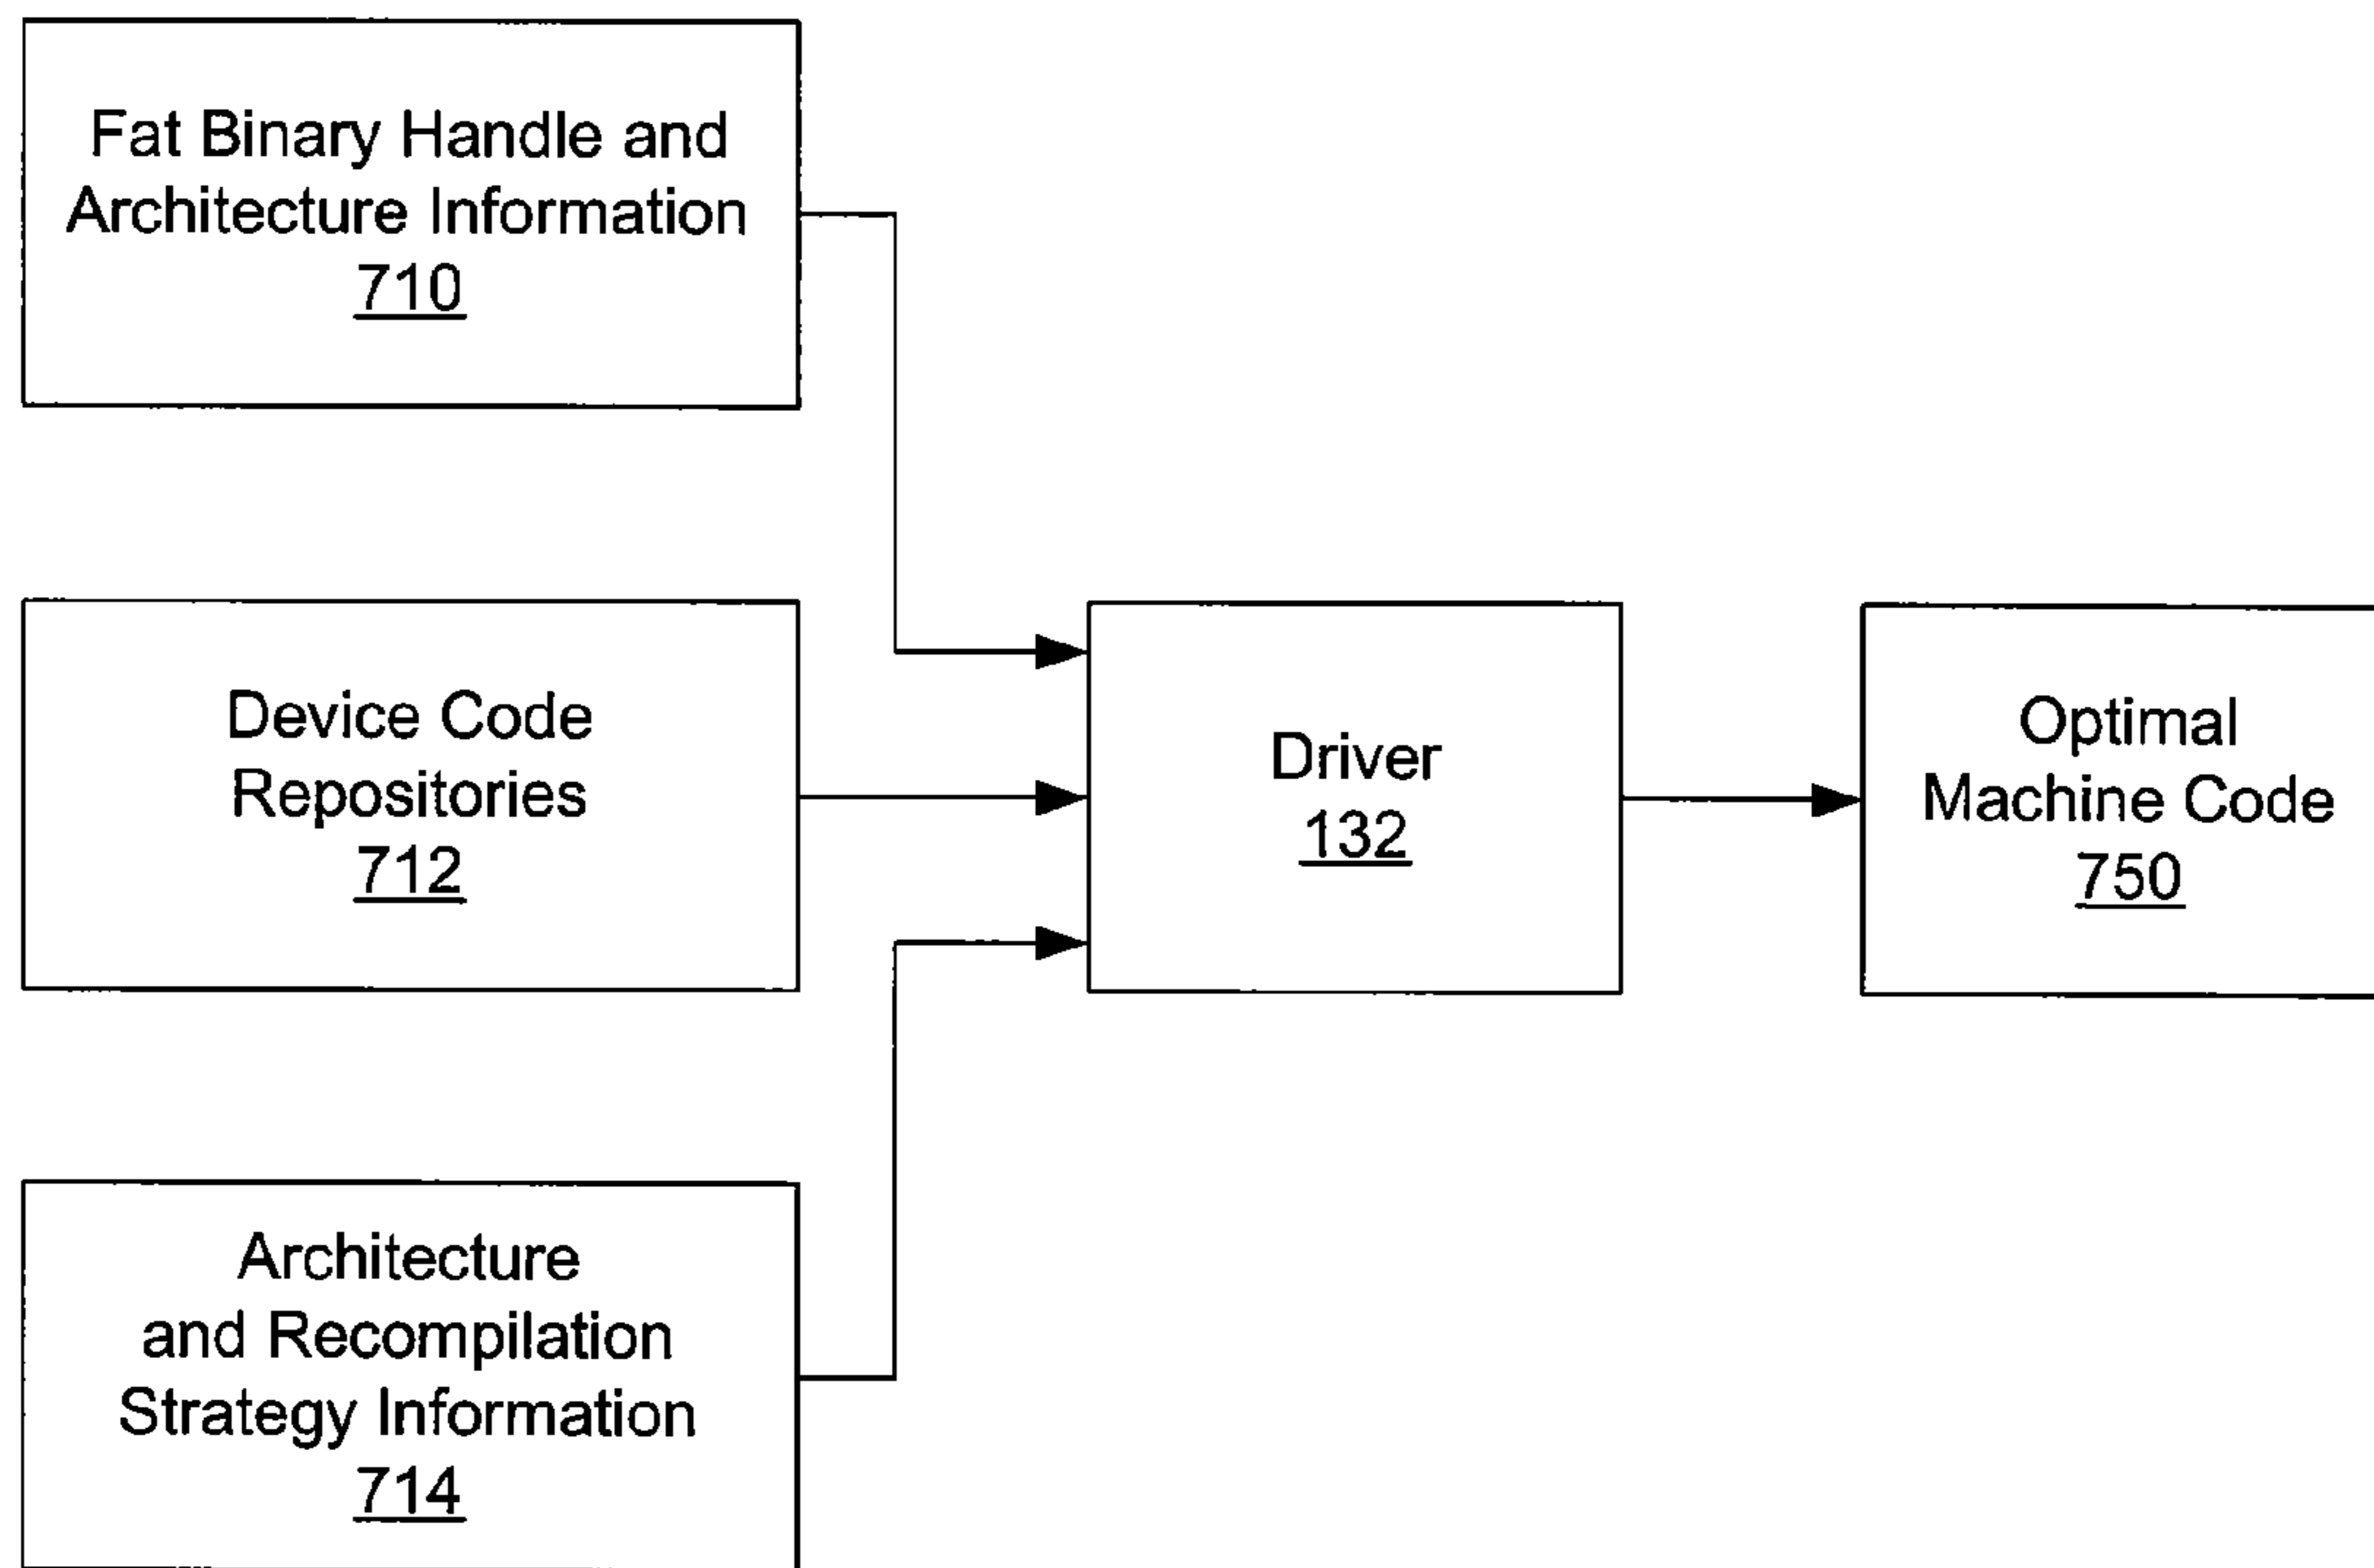 Fat Binary Handle and
Architecture Information
710
Device Code
Repositories
712
Architecture
and Recompilation
Strategy Information
714
Driver
132
Optimal
Machine Code
750